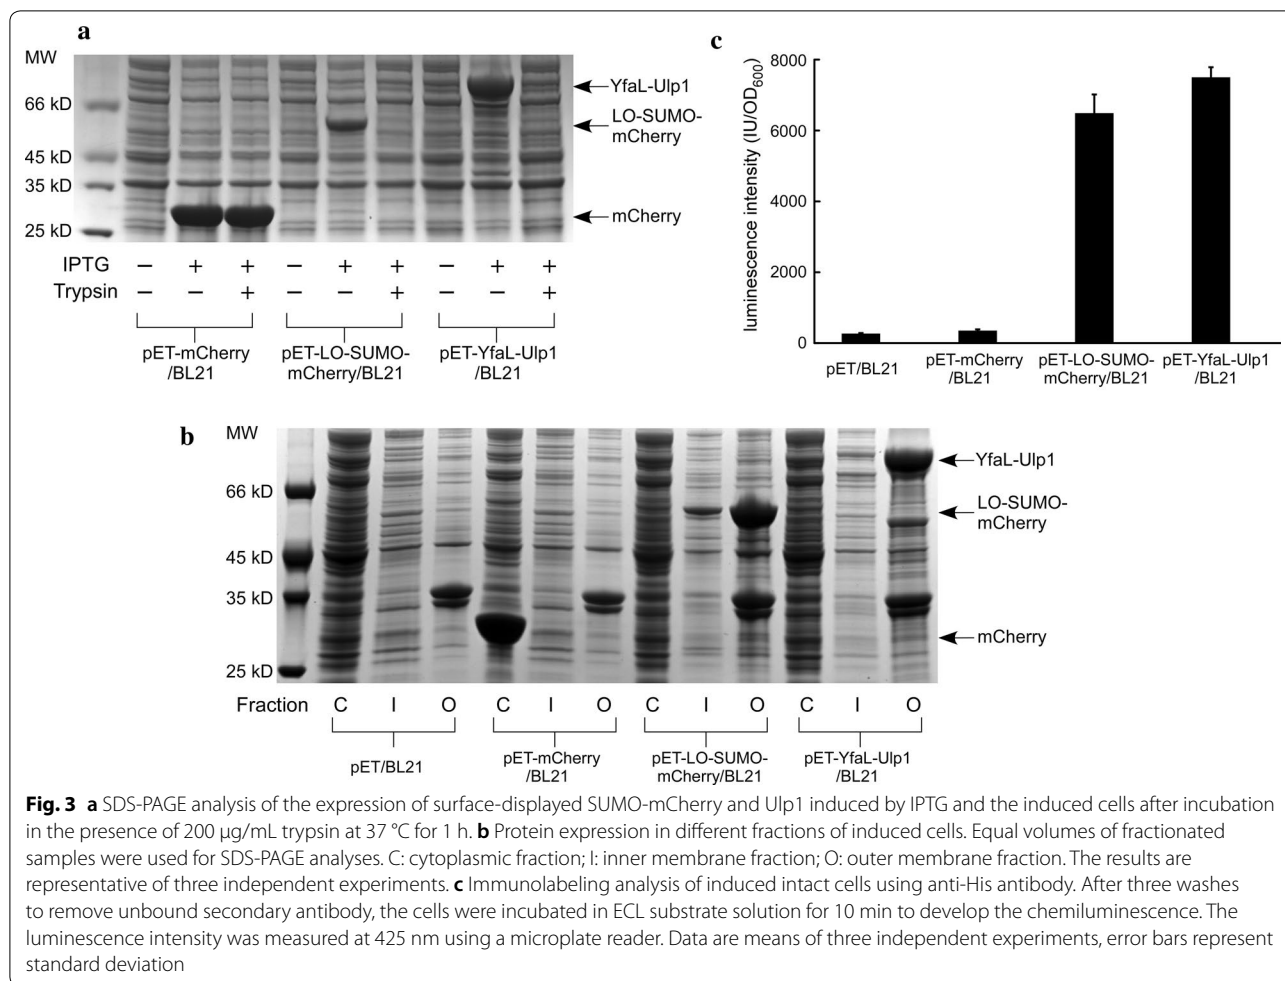 a
MW
66 kD
45 kD
35 kD
25 kD
YfaL-Ulp1
LO-SUMO-
mCherry
mCherry
IPTG − + + − + + − + +
Trypsin − − + − − + − − +
pET-mCherry
/BL21
pET-LO-SUMO-
mCherry/BL21
pET-YfaL-Ulp1
/BL21
c
luminescence intensity (IU/OD600)
8000
6000
4000
2000
0
pET/BL21
pET-mCherry
/BL21
pET-LO-SUMO-
mCherry/BL21
pET-YfaL-Ulp1
/BL21
b
MW
66 kD
45 kD
35 kD
25 kD
YfaL-Ulp1
LO-SUMO-
mCherry
mCherry
Fraction C I O C I O C I O C I O
pET/BL21
pET-mCherry
/BL21
pET-LO-SUMO-
mCherry/BL21
pET-YfaL-Ulp1
/BL21
Fig. 3 a SDS-PAGE analysis of the expression of surface-displayed SUMO-mCherry and Ulp1 induced by IPTG and the induced cells after incubation
in the presence of 200 µg/mL trypsin at 37 °C for 1 h. b Protein expression in different fractions of induced cells. Equal volumes of fractionated
samples were used for SDS-PAGE analyses. C: cytoplasmic fraction; I: inner membrane fraction; O: outer membrane fraction. The results are
representative of three independent experiments. c Immunolabeling analysis of induced intact cells using anti-His antibody. After three washes
to remove unbound secondary antibody, the cells were incubated in ECL substrate solution for 10 min to develop the chemiluminescence. The
luminescence intensity was measured at 425 nm using a microplate reader. Data are means of three independent experiments, error bars represent
standard deviation